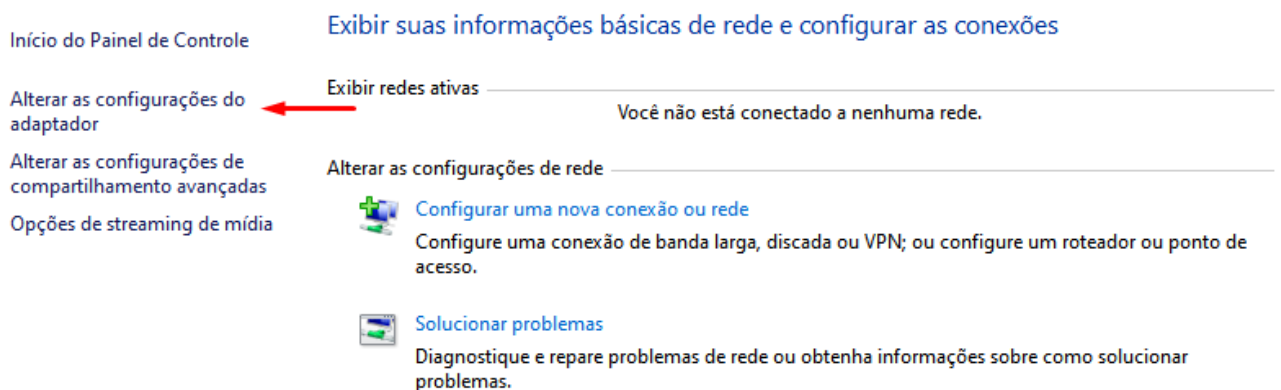 Início do Painel de Controle
Alterar as configurações do
adaptador
Alterar as configurações de
compartilhamento avançadas
Opções de streaming de mídia
Exibir suas informações básicas de rede e configurar as conexões
Exibir redes ativas
Você não está conectado a nenhuma rede.
Alterar as configurações de rede
Configurar uma nova conexão ou rede
Configure uma conexão de banda larga, discada ou VPN; ou configure um roteador ou ponto de
acesso.
Solucionar problemas
Diagnostique e repare problemas de rede ou obtenha informações sobre como solucionar
problemas.